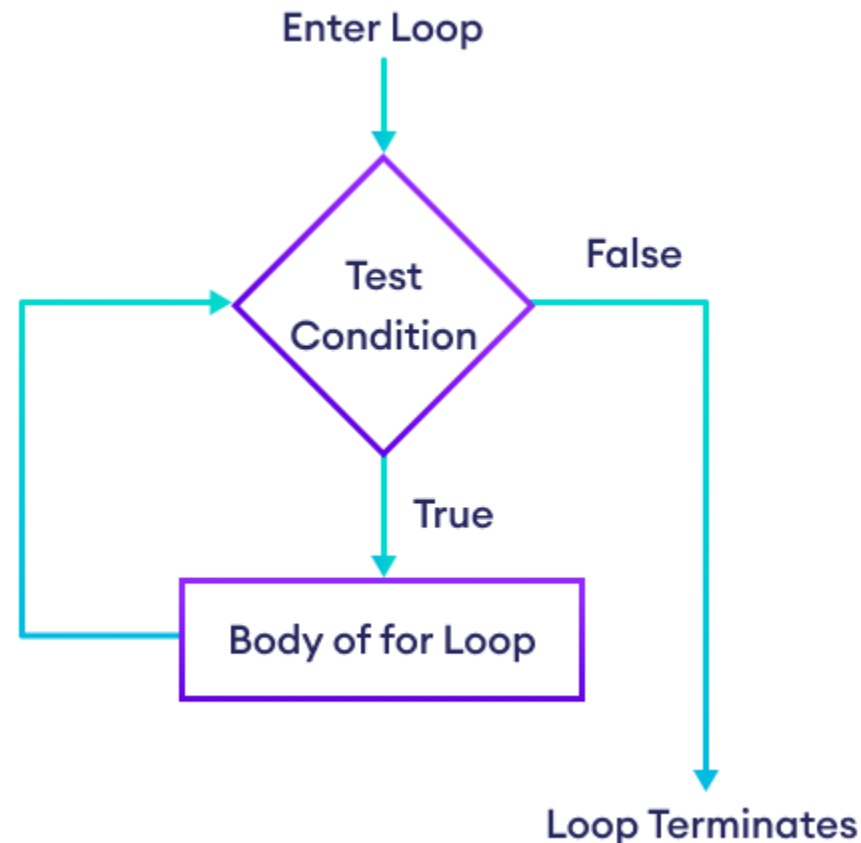 Enter Loop
False
Test
Condition
True
Body of for Loop
Loop Terminates